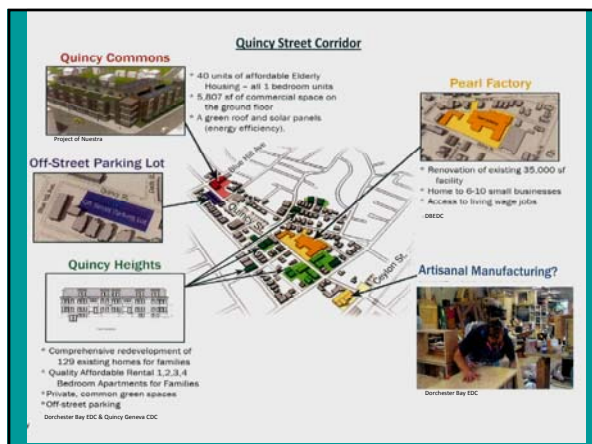 Quincy Street Corridor
Quincy Commons
Project of Nuestra
* 40 units of affordable Elderly
Housing – all 1 bedroom units
* 5,807 sf of commercial space on
the ground floor
* A green roof and solar panels
(energy efficiency).
Pearl Factory
* Renovation of existing 35,000 sf
facility
* Home to 6-10 small businesses
* Access to living wage jobs
DBEDC
Off-Street Parking Lot
Quincy St.
Off Street Parking Lot
Blue Hill Ave
Quincy St.
Ceylon St.
Quincy Heights
* Comprehensive redevelopment of
129 existing homes for families
* Quality Affordable Rental 1,2,3,4
Bedroom Apartments for Families
* Private, common green spaces
* Off-street parking
Dorchester Bay EDC & Quincy Geneva CDC
Artisanal Manufacturing?
Dorchester Bay EDC